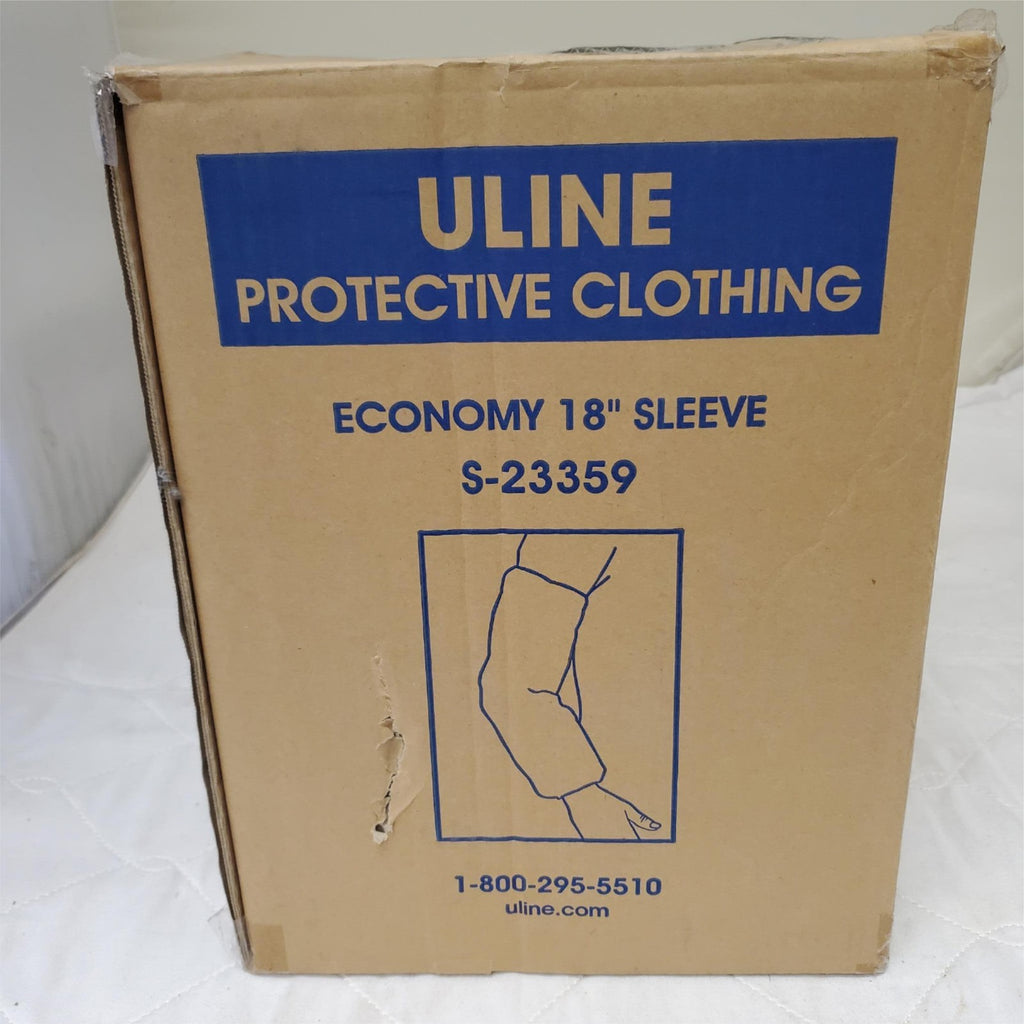 ULINE
PROTECTIVE CLOTHING
ECONOMY 18" SLEEVE
S-23359
1-800-295-5510
uline.com